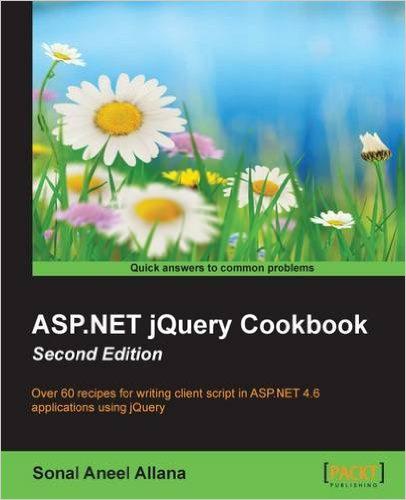 Quick answers to common problems
ASP.NET jQuery Cookbook
Second Edition
Over 60 recipes for writing client script in ASP.NET 4.6
applications using jQuery
Sonal Aneel Allana
[PACKT]
PUBLISHING